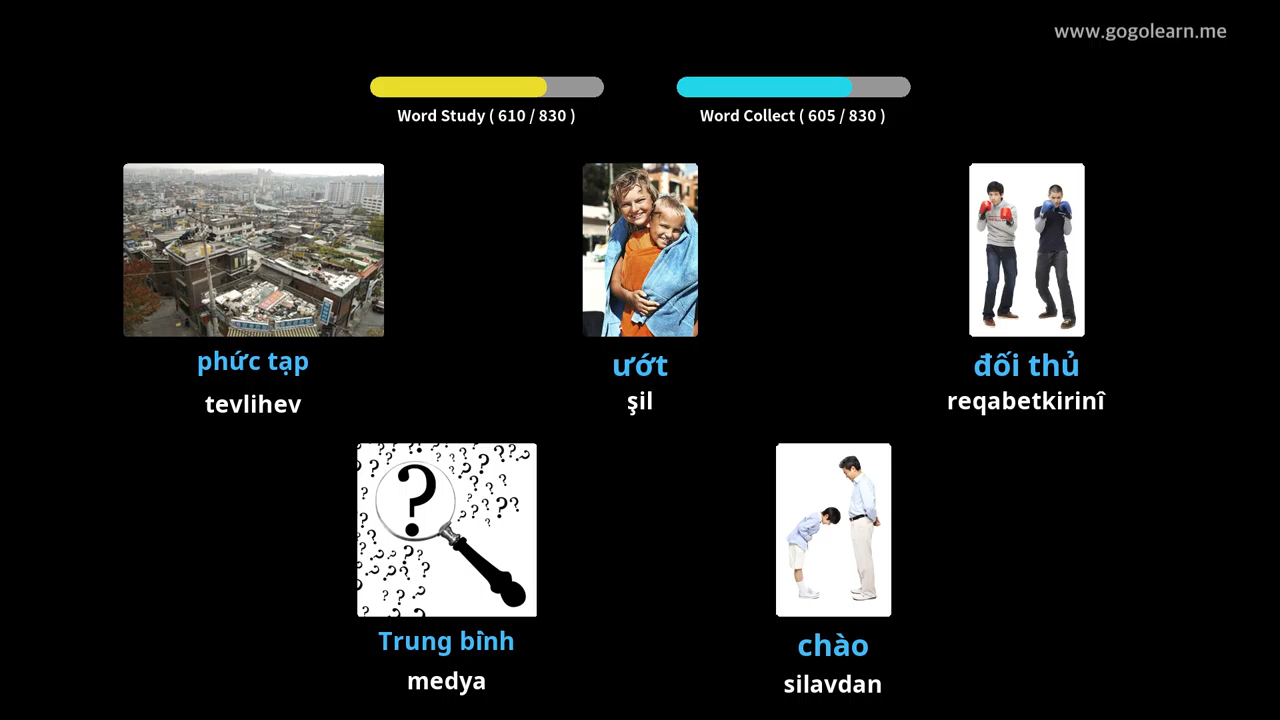 www.gogolearn.me
Word Study ( 610 / 830 )
Word Collect ( 605 / 830 )
phức tạp
tevlihev
ướt
şil
đối thủ
reqabetkirinî
?
Trung bình
medya
chào
silavdan